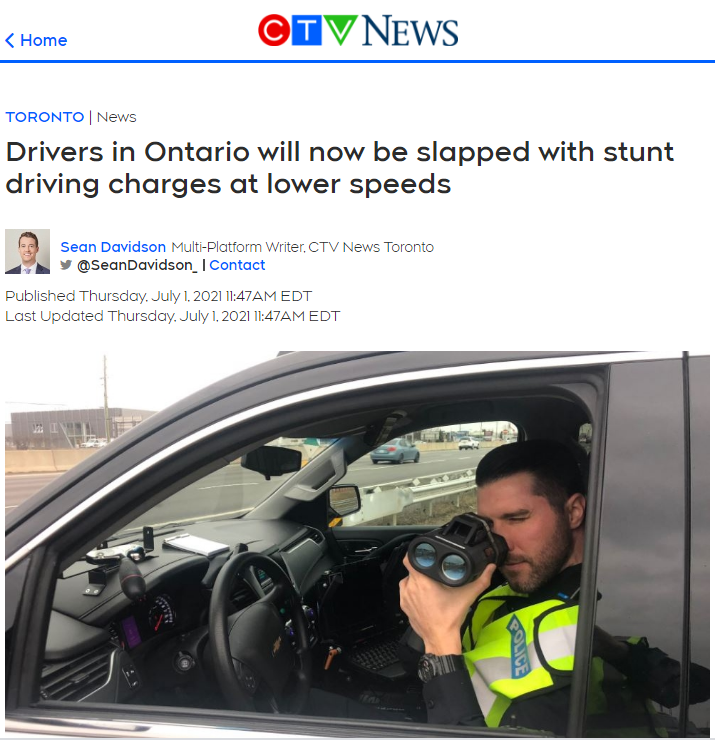 Home
CTV NEWS
TORONTO | News
Drivers in Ontario will now be slapped with stunt
driving charges at lower speeds
Sean Davidson Multi-Platform Writer, CTV News Toronto
@SeanDavidson_ | Contact
Published Thursday, July 1, 2021 11:47AM EDT
Last Updated Thursday, July 1, 2021 11:47AM EDT
POLICE